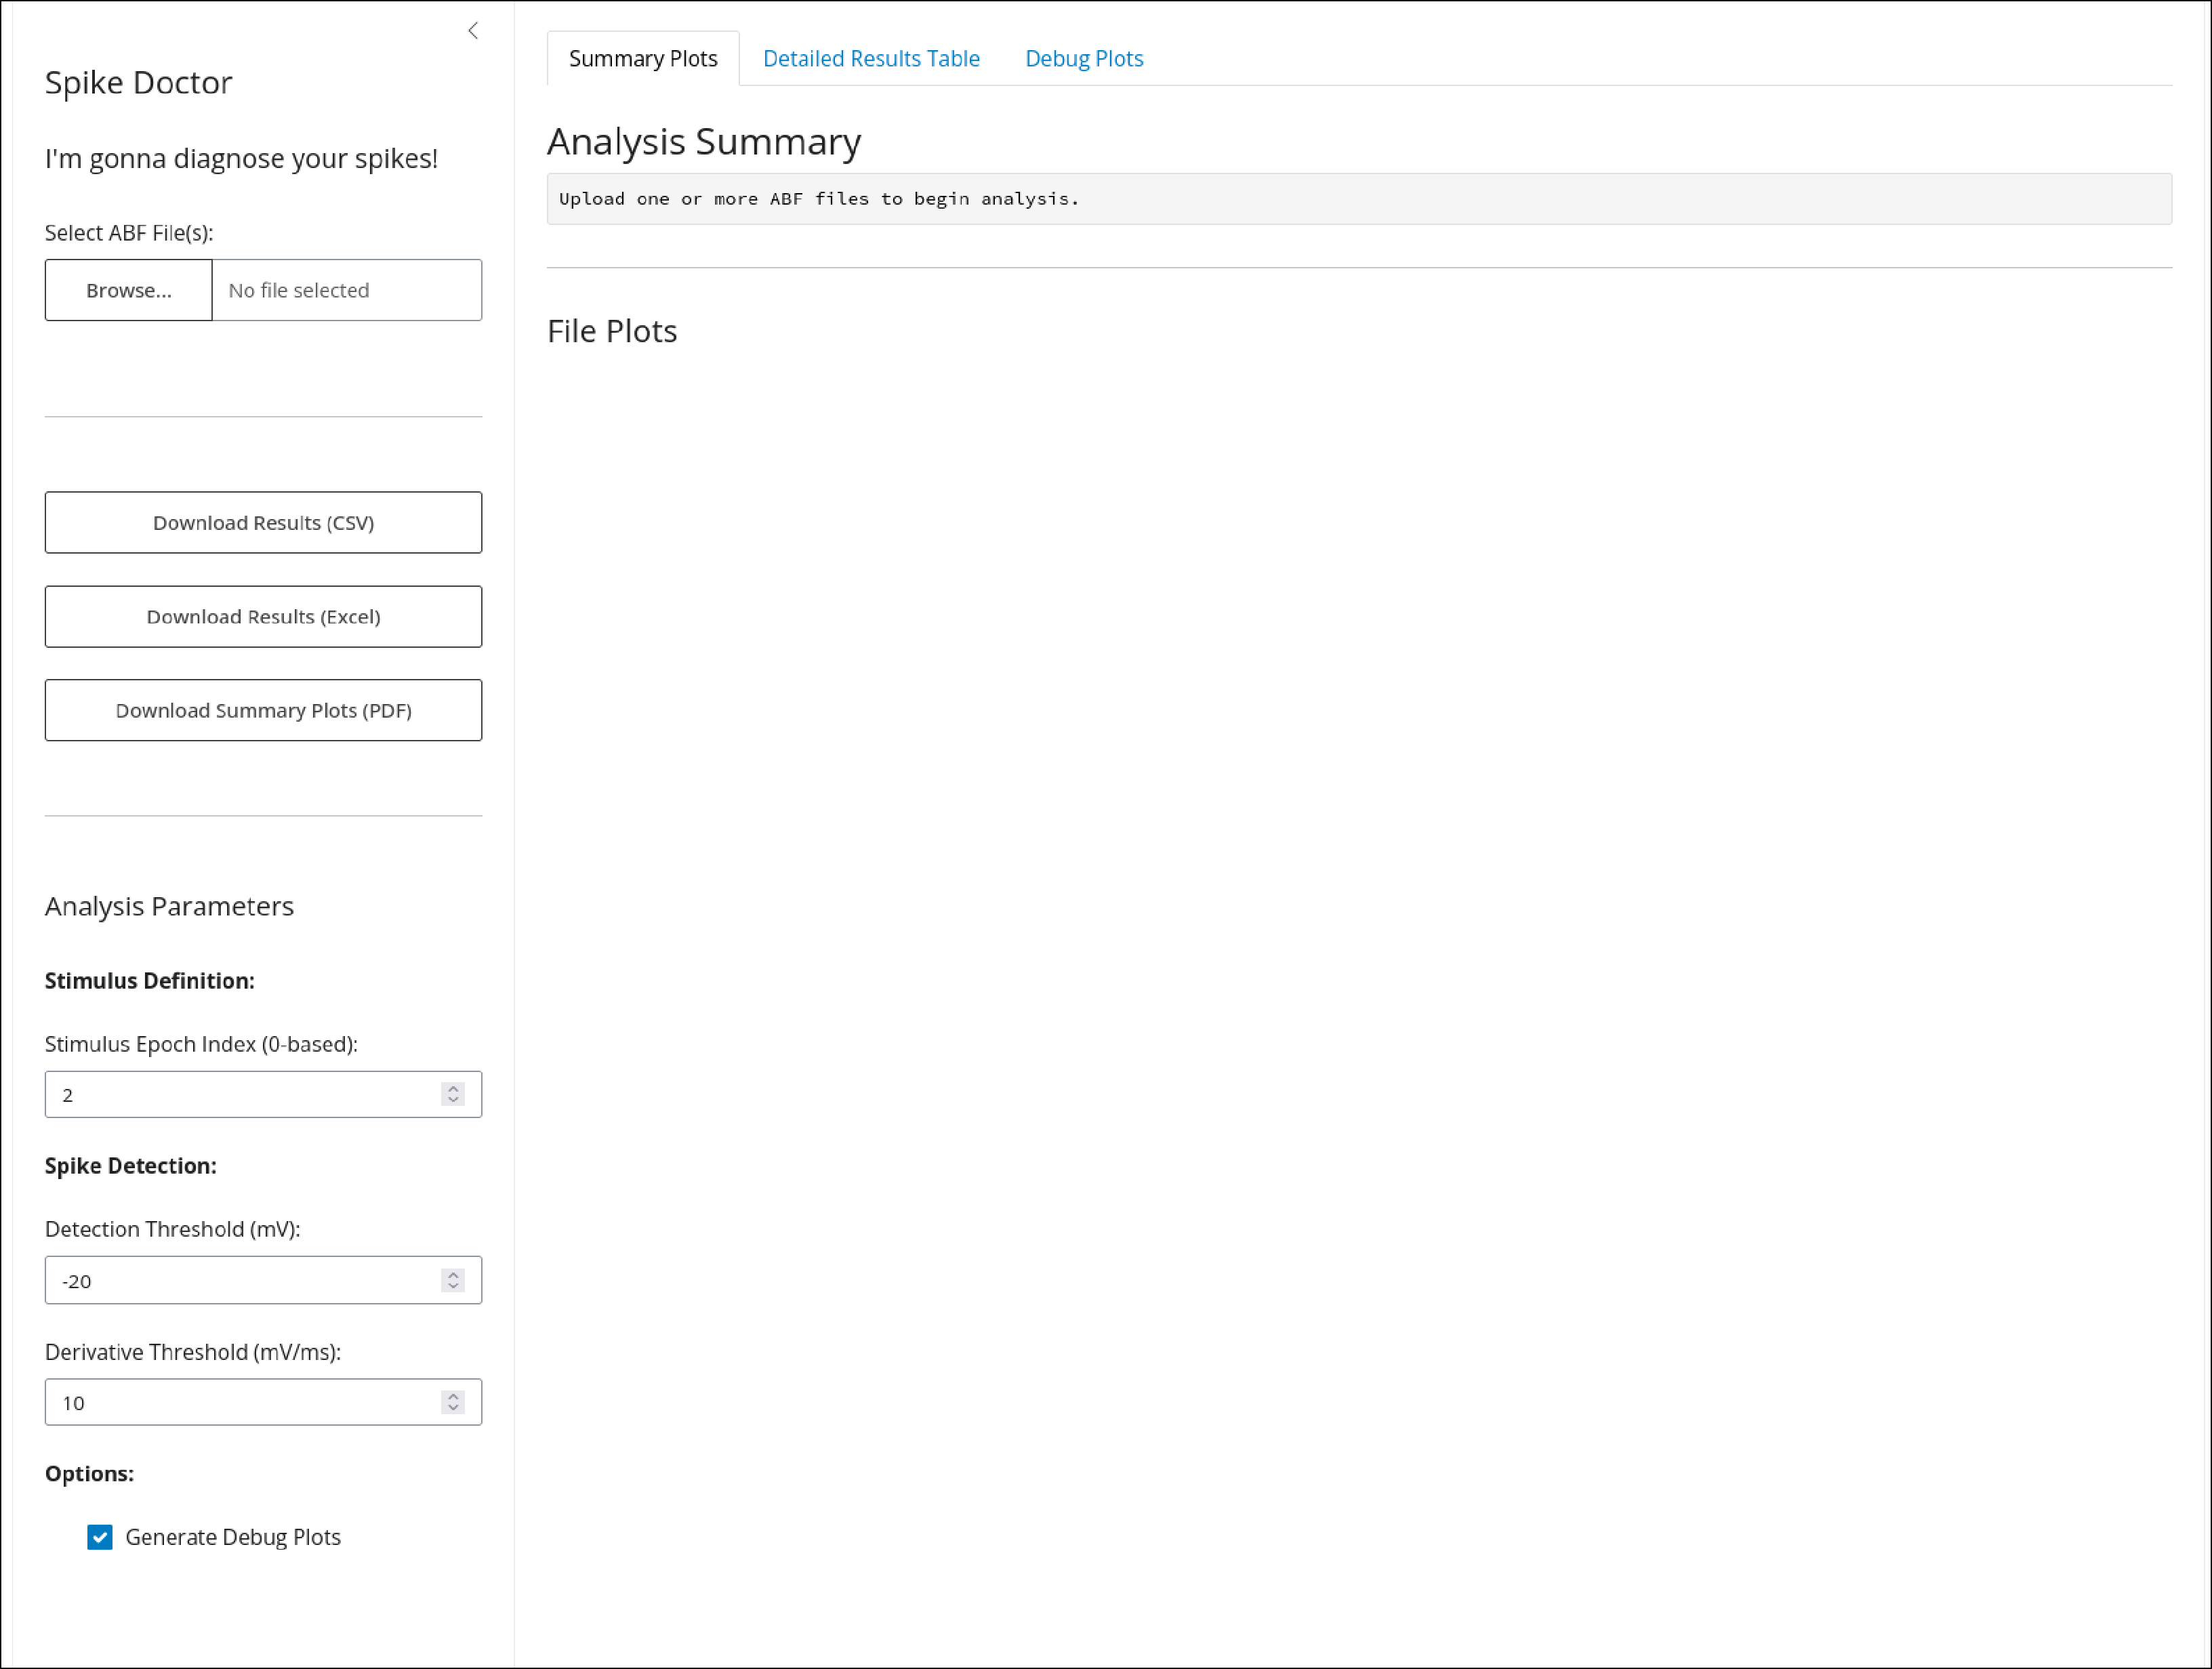 Spike Doctor
I'm gonna diagnose your spikes!
Select ABF File(s):
Browse...
No file selected
Download Results (CSV)
Download Results (Excel)
Download Summary Plots (PDF)
Analysis Parameters
Stimulus Definition:
Stimulus Epoch Index (0-based):
2
Spike Detection:
Detection Threshold (mV):
-20
Derivative Threshold (mV/ms):
10
Options:
Generate Debug Plots
Summary Plots
Detailed Results Table
Debug Plots
Analysis Summary
Upload one or more ABF files to begin analysis.
File Plots